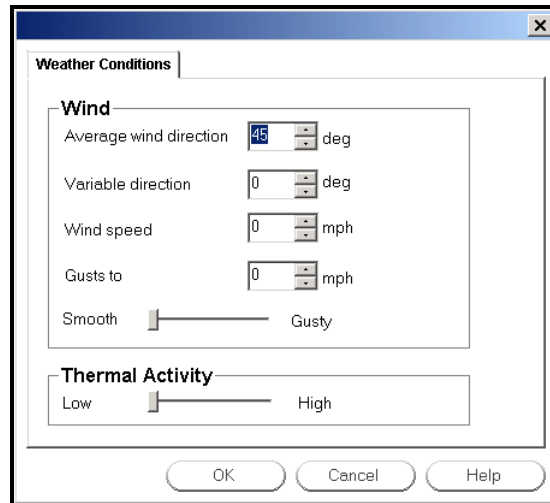 Weather Conditions
Wind
Average wind direction 45 deg
Variable direction 0 deg
Wind speed 0 mph
Gusts to 0 mph
Smooth Gusty
Thermal Activity
Low High
OK Cancel Help